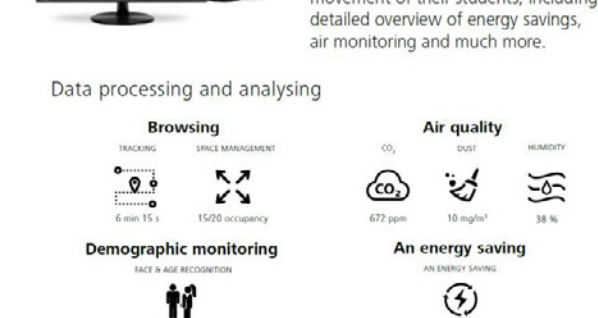 movement of their students, including
detailed overview of energy savings,
air monitoring and much more.
Data processing and analysing
Browsing
TRACKING
SPACE MANAGEMENT
6 min 15 s
15/20 occupancy
Air quality
CO₂
DUST
HUMIDITY
CO₂
672 ppm
10 mg/m³
38 %
Demographic monitoring
FACE & AGE RECOGNITION
An energy saving
AN ENERGY SAVING